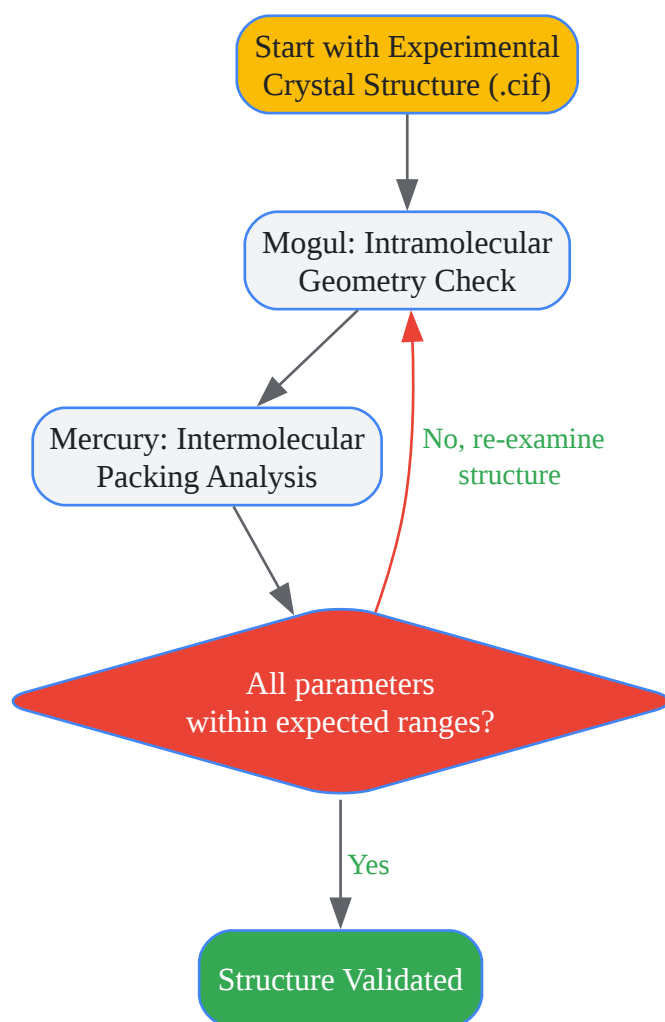 Start with Experimental
Crystal Structure (.cif)
Mogul: Intramolecular
Geometry Check
Mercury: Intermolecular
Packing Analysis
No, re-examine
structure
All parameters
within expected ranges?
Yes
Structure Validated